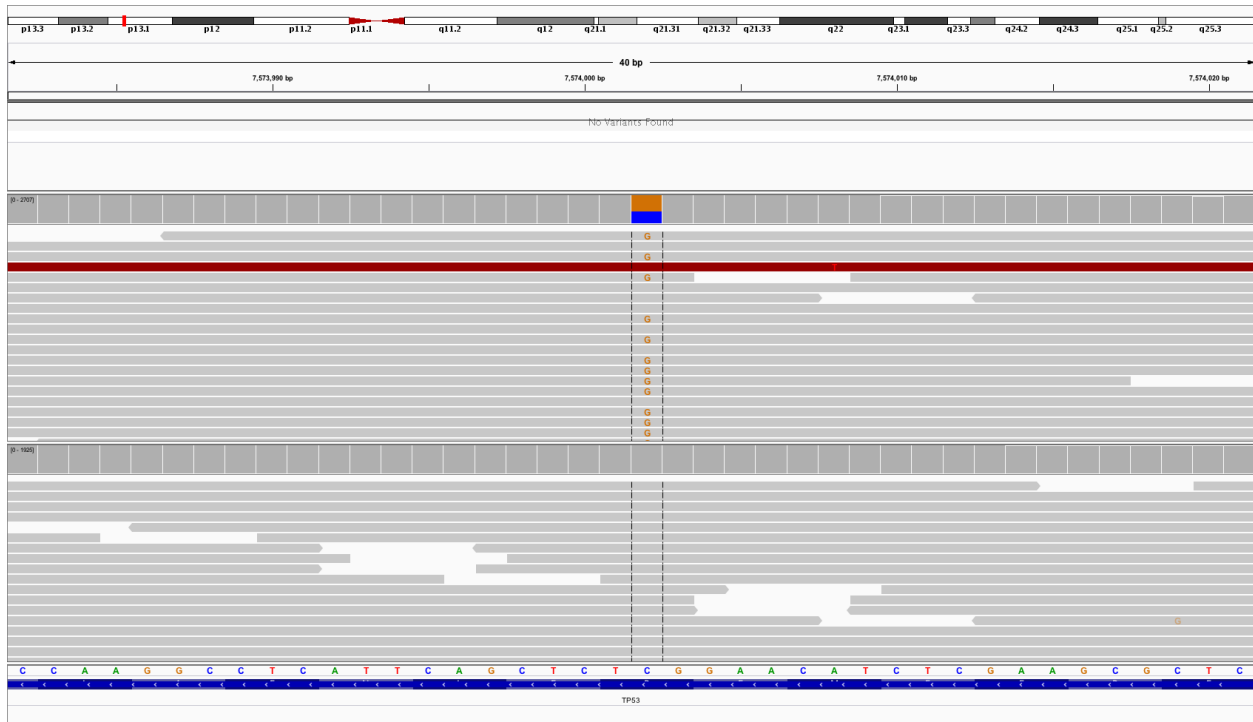 p13.3 p13.2 p13.1 p12 p11.2 p11.1 q11.2 q12 q21.1 q21.31 q21.32 q21.33 q22 q23.1 q23.3 q24.2 q24.3 q25.1 q25.2 q25.3
40 bp
7,573,990 bp 7,574,000 bp 7,574,010 bp 7,574,020 bp
No Variants Found
[0 - 2707]
G
G
T
G
G
G
G
G
G
G
G
G
G
[0 - 1925]
G
C C A A G G C C T C A T T C A G C T C T C G G A A C A T C T C G A A G C G C T C
TP53